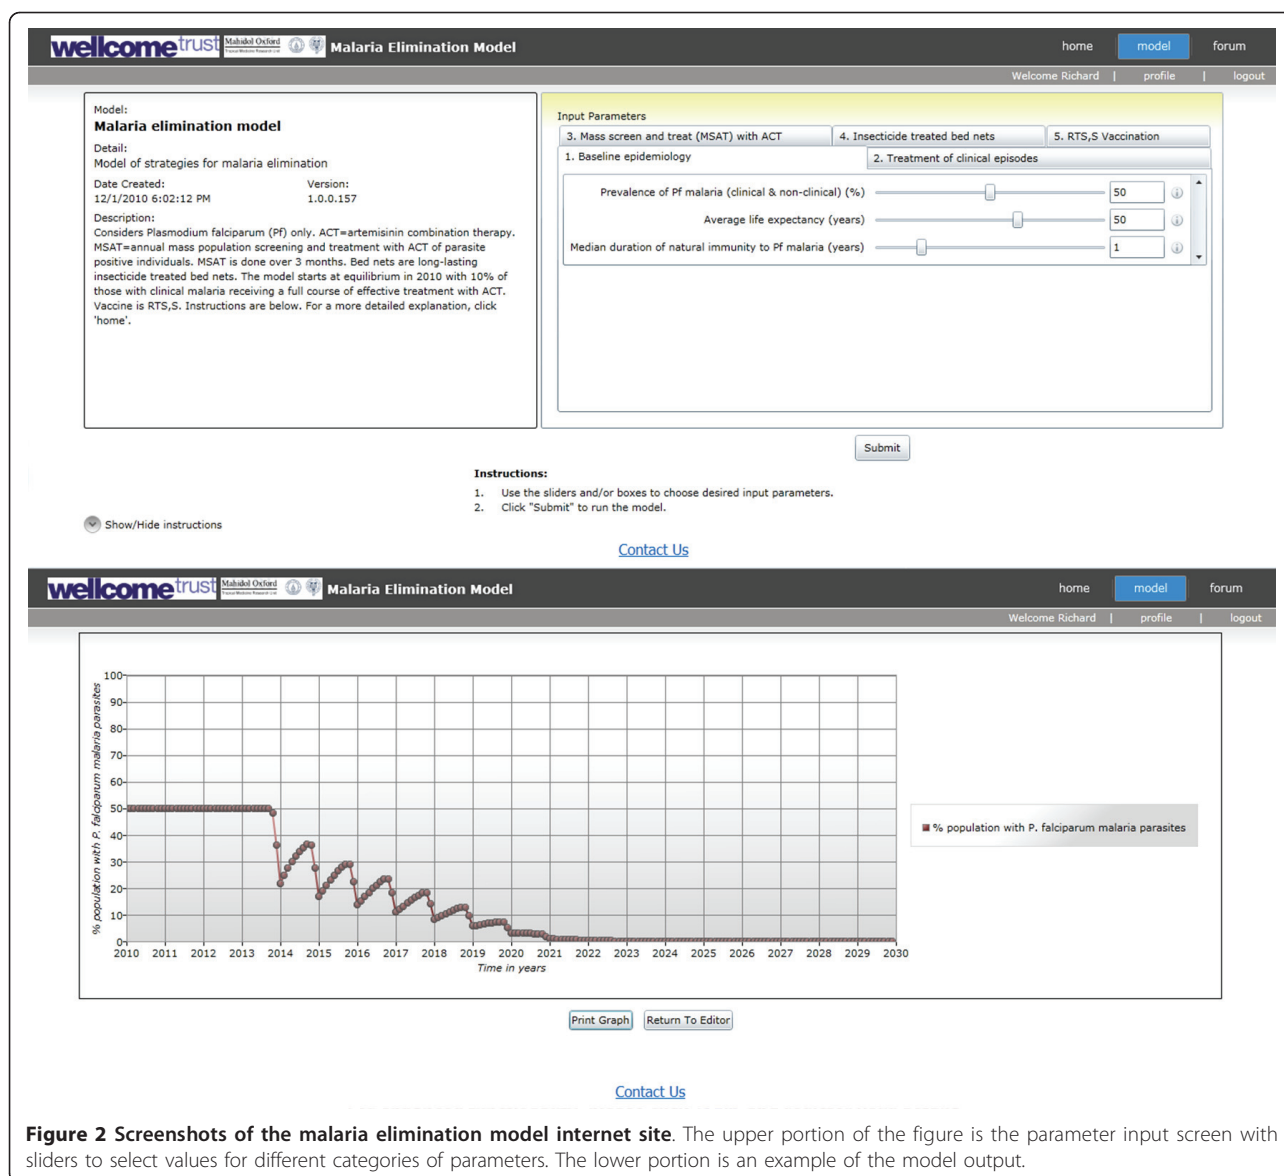 wellcometrust Mahidol Oxford Malaria Elimination Model home model forum
Tropical Medicine Research Unit
Welcome Richard | profile | logout
Model:
Malaria elimination model
Detail:
Model of strategies for malaria elimination
Date Created: Version:
12/1/2010 6:02:12 PM 1.0.0.157
Description:
Considers Plasmodium falciparum (Pf) only. ACT=artemisinin combination therapy.
MSAT=annual mass population screening and treatment with ACT of parasite
positive individuals. MSAT is done over 3 months. Bed nets are long-lasting
insecticide treated bed nets. The model starts at equilibrium in 2010 with 10% of
those with clinical malaria receiving a full course of effective treatment with ACT.
Vaccine is RTS,S. Instructions are below. For a more detailed explanation, click
'home'.
Input Parameters
3. Mass screen and treat (MSAT) with ACT 4. Insecticide treated bed nets 5. RTS,S Vaccination
1. Baseline epidemiology 2. Treatment of clinical episodes
Prevalence of Pf malaria (clinical & non-clinical) (%) 50
Average life expectancy (years) 50
Median duration of natural immunity to Pf malaria (years) 1
Submit
Instructions:
1. Use the sliders and/or boxes to choose desired input parameters.
2. Click "Submit" to run the model.
Show/Hide instructions
Contact Us
wellcometrust Mahidol Oxford Malaria Elimination Model home model forum
Tropical Medicine Research Unit
Welcome Richard | profile | logout
% population with P. falciparum malaria parasites
100
90
80
70
60
50
40
30
20
10
0
2010 2011 2012 2013 2014 2015 2016 2017 2018 2019 2020 2021 2022 2023 2024 2025 2026 2027 2028 2029 2030
Time in years
% population with P. falciparum malaria parasites
Print Graph Return To Editor
Contact Us
Figure 2 Screenshots of the malaria elimination model internet site. The upper portion of the figure is the parameter input screen with
sliders to select values for different categories of parameters. The lower portion is an example of the model output.